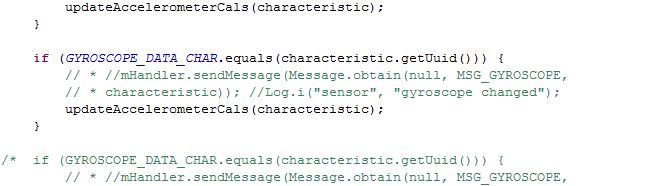 updateAccelerometerCals(characteristic);
}
if (GYROSCOPE_DATA_CHAR.equals(characteristic.getUuid())) {
// * //mHandler.sendMessage(Message.obtain(null, MSG_GYROSCOPE,
// * characteristic)); //Log.i("sensor", "gyroscope changed");
updateAccelerometerCals(characteristic);
}
/* if (GYROSCOPE_DATA_CHAR.equals(characteristic.getUuid())) {
// * //mHandler.sendMessage(Message.obtain(null, MSG_GYROSCOPE,